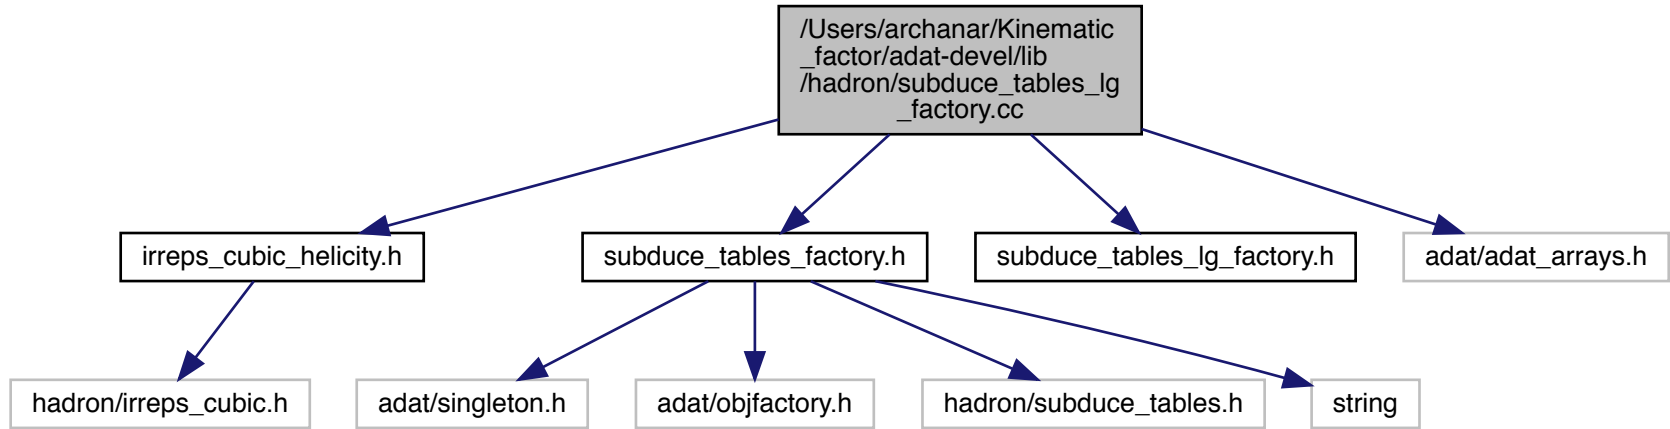 /Users/archanar/Kinematic
_factor/adat-devel/lib
/hadron/subduce_tables_lg
_factory.cc
irreps_cubic_helicity.h
subduce_tables_factory.h
subduce_tables_lg_factory.h
adat/adat_arrays.h
hadron/irreps_cubic.h
adat/singleton.h
adat/objfactory.h
hadron/subduce_tables.h
string